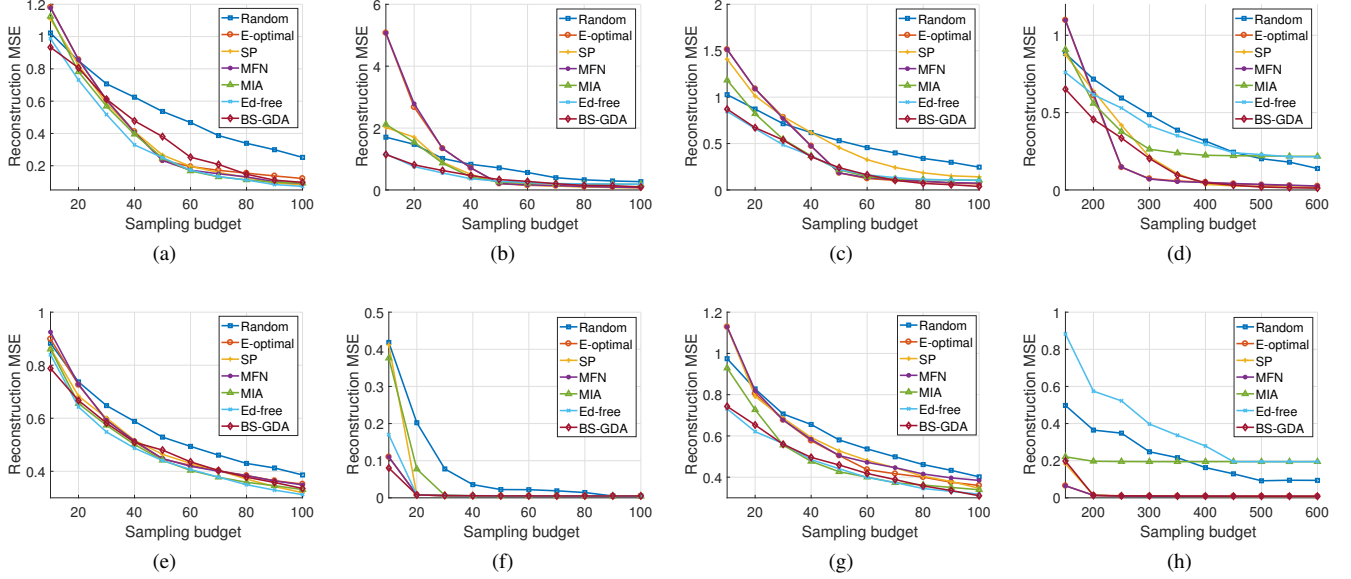 Reconstruction MSE
1.2
1
0.8
0.6
0.4
0.2
20 40 60 80 100
Sampling budget
Random
E-optimal
SP
MFN
MIA
Ed-free
BS-GDA
(a)
Reconstruction MSE
6
4
2
0
20 40 60 80 100
Sampling budget
Random
E-optimal
SP
MFN
MIA
Ed-free
BS-GDA
(b)
Reconstruction MSE
2
1.5
1
0.5
0
20 40 60 80 100
Sampling budget
Random
E-optimal
SP
MFN
MIA
Ed-free
BS-GDA
(c)
Reconstruction MSE
1
0.5
0
200 300 400 500 600
Sampling budget
Random
E-optimal
SP
MFN
MIA
Ed-free
BS-GDA
(d)
Reconstruction MSE
1
0.8
0.6
0.4
20 40 60 80 100
Sampling budget
Random
E-optimal
SP
MFN
MIA
Ed-free
BS-GDA
(e)
Reconstruction MSE
0.5
0.4
0.3
0.2
0.1
0
20 40 60 80 100
Sampling budget
Random
E-optimal
SP
MFN
MIA
Ed-free
BS-GDA
(f)
Reconstruction MSE
1.2
1
0.8
0.6
0.4
20 40 60 80 100
Sampling budget
Random
E-optimal
SP
MFN
MIA
Ed-free
BS-GDA
(g)
Reconstruction MSE
1
0.8
0.6
0.4
0.2
0
200 300 400 500 600
Sampling budget
Random
E-optimal
SP
MFN
MIA
Ed-free
BS-GDA
(h)